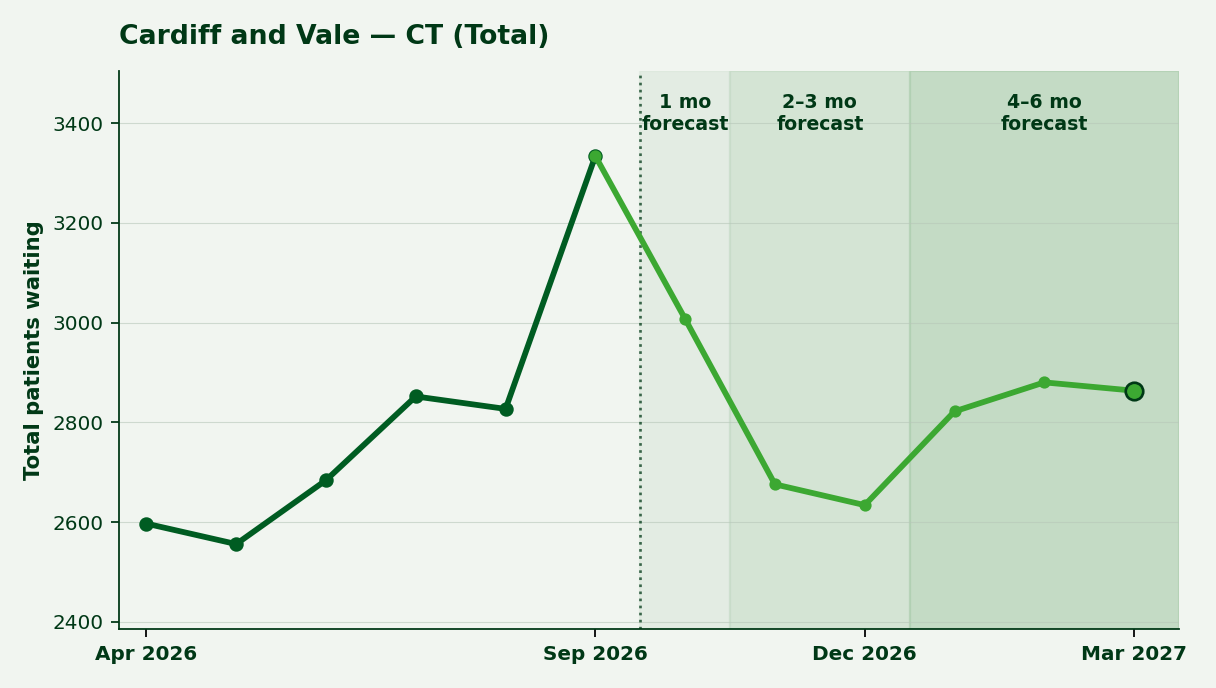 Cardiff and Vale — CT (Total)
1 mo
forecast
2–3 mo
forecast
4–6 mo
forecast
Total patients waiting
3400
3200
3000
2800
2600
2400
Apr 2026
Sep 2026
Dec 2026
Mar 2027